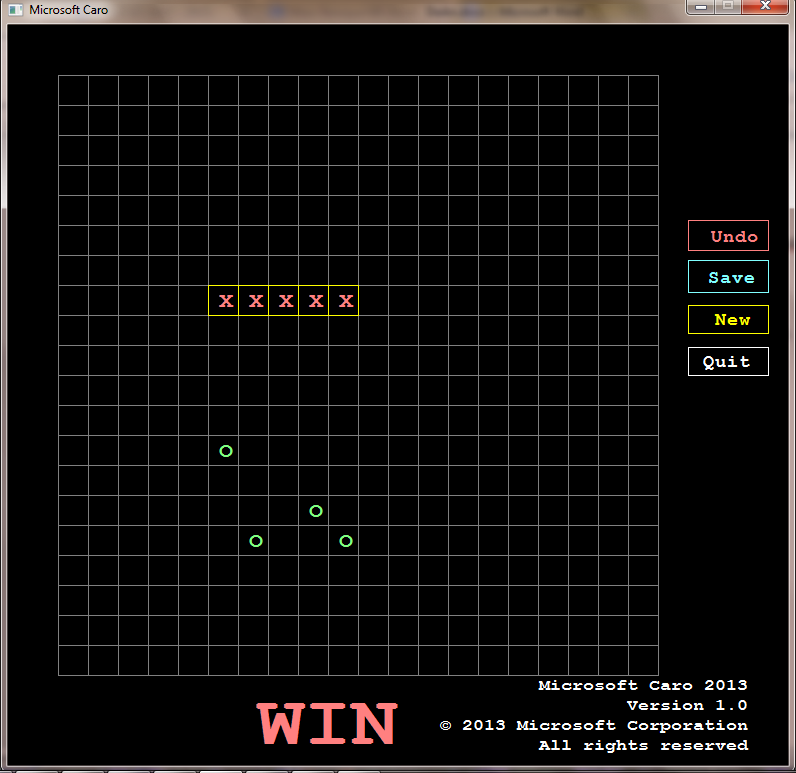 Microsoft Caro
Undo
Save
New
Quit
X X X X X
O
O
O O
WIN
Microsoft Caro 2013
Version 1.0
© 2013 Microsoft Corporation
All rights reserved